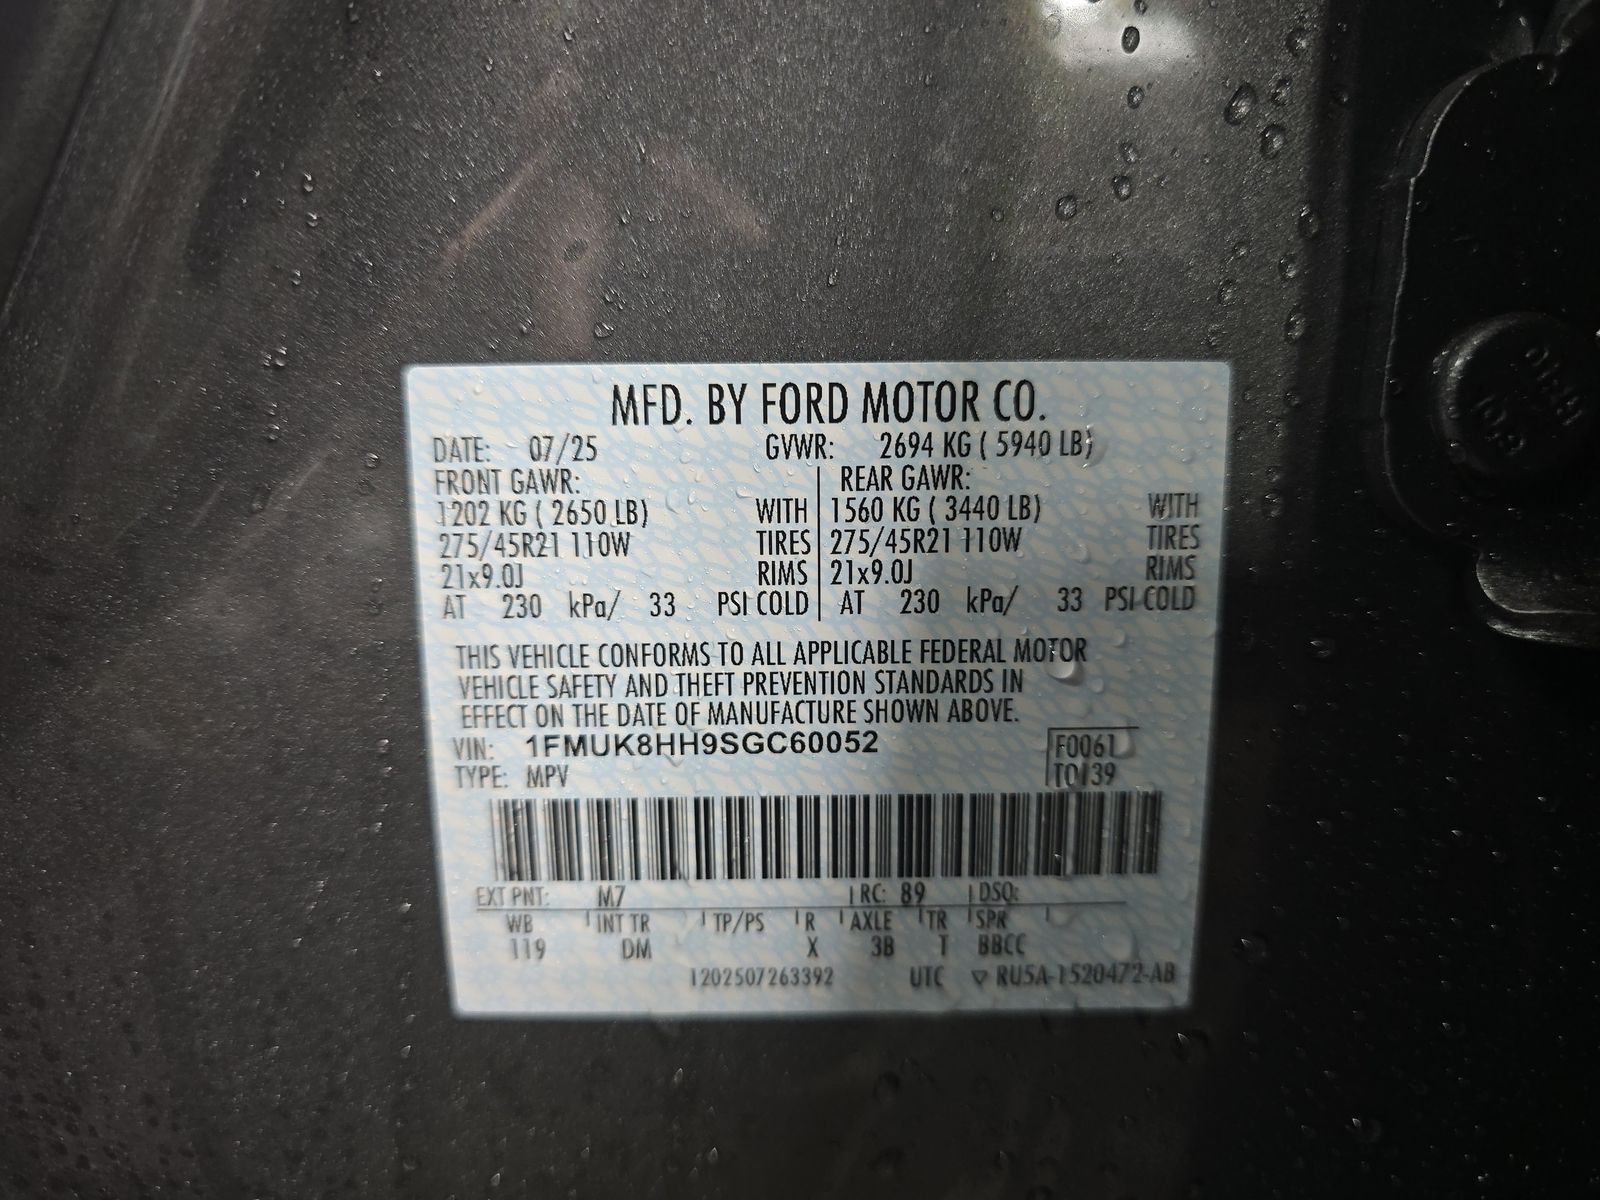 MFD. BY FORD MOTOR CO.
DATE: 07/25 GVWR: 2694 KG ( 5940 LB)
FRONT GAWR: REAR GAWR:
1202 KG ( 2650 LB) WITH 1560 KG ( 3440 LB) WITH
275/45R21 110W TIRES 275/45R21 110W TIRES
21x9.0J RIMS 21x9.0J RIMS
AT 230 kPa/ 33 PSI COLD AT 230 kPa/ 33 PSI COLD
THIS VEHICLE CONFORMS TO ALL APPLICABLE FEDERAL MOTOR
VEHICLE SAFETY AND THEFT PREVENTION STANDARDS IN
EFFECT ON THE DATE OF MANUFACTURE SHOWN ABOVE.
VIN: 1FMUK8HH9SGC60052 F0061
TYPE: MPV T0139
EXT PNT: M7 RC: 89 DSO:
WB INT TR TP/PS R AXLE TR SPR
119 DM X 3B T BBCC
1202507263392 UTC ▽ RU5A-1520472-AB